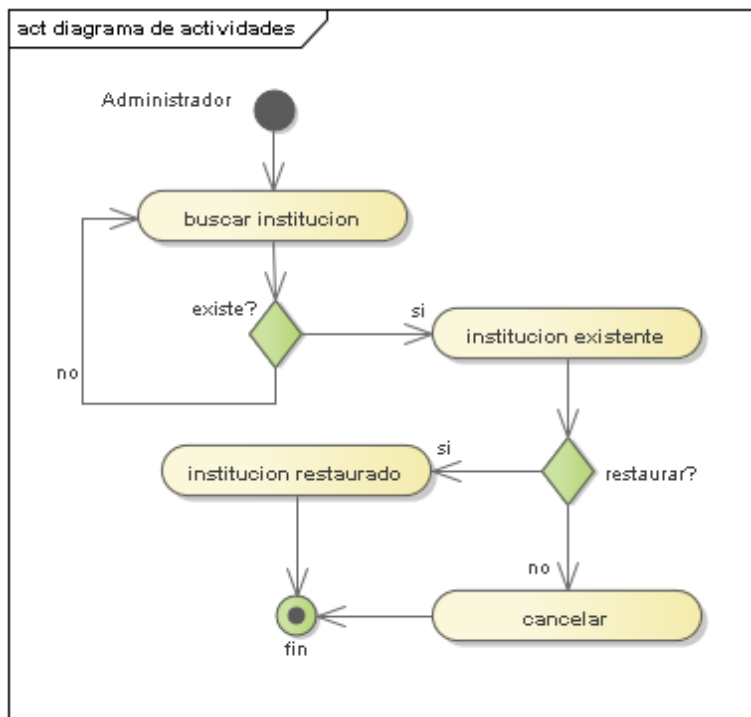 act diagrama de actividades
Administrador
buscar institucion
existe?
si
institucion existente
no
si
institucion restaurado
restaurar?
no
cancelar
fin